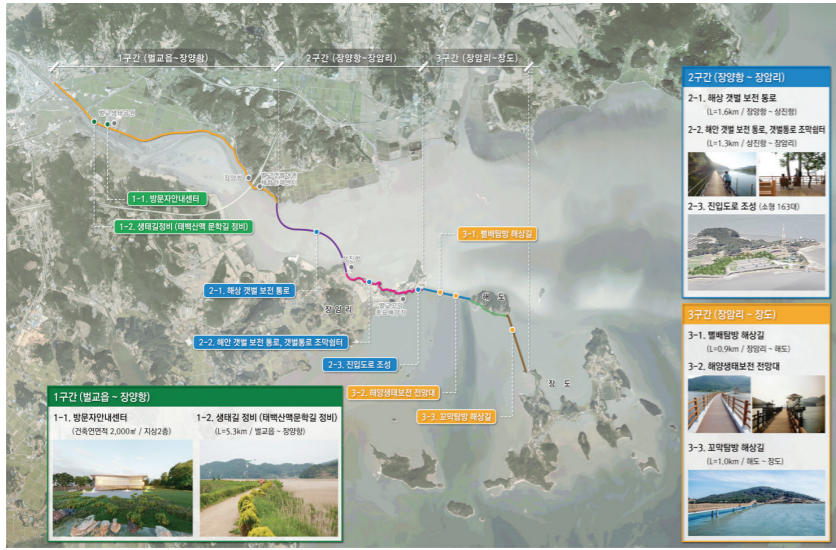 1구간 (벌교읍~장양항)
2구간 (장양항~장암리)
3구간 (장암리~장도)
장양항
1-1. 방문자안내센터
1-2. 생태길정비 (태백산맥 문학길 정비)
3-1. 뻘배탐방 해상길
2-1. 해상 갯벌 보전 통로
해 도
장암리
2-2. 해안 갯벌 보전 통로, 갯벌통로 조막쉼터
2-3. 진입도로 조성
장 도
3-2. 해양생태보전 전망대
3-3. 꼬막탐방 해상길
1구간 (벌교읍 ~ 장양항)
1-1. 방문자안내센터
(건축연면적 2,000㎡ / 지상2층)
1-2. 생태길 정비 (태백산맥문학길 정비)
(L=5.3km / 벌교읍 ~ 장양항)
2구간 (장양항 ~ 장암리)
2-1. 해상 갯벌 보전 통로
(L=1.6km / 장양항 ~ 상진항)
2-2. 해안 갯벌 보전 통로, 갯벌통로 조막쉼터
(L=1.3km / 상진항 ~ 장암리)
2-3. 진입도로 조성 (소형 163대)
3구간 (장암리 ~ 장도)
3-1. 뻘배탐방 해상길
(L=0.9km / 장암리 ~ 해도)
3-2. 해양생태보전 전망대
3-3. 꼬막탐방 해상길
(L=1.0km / 해도 ~ 장도)